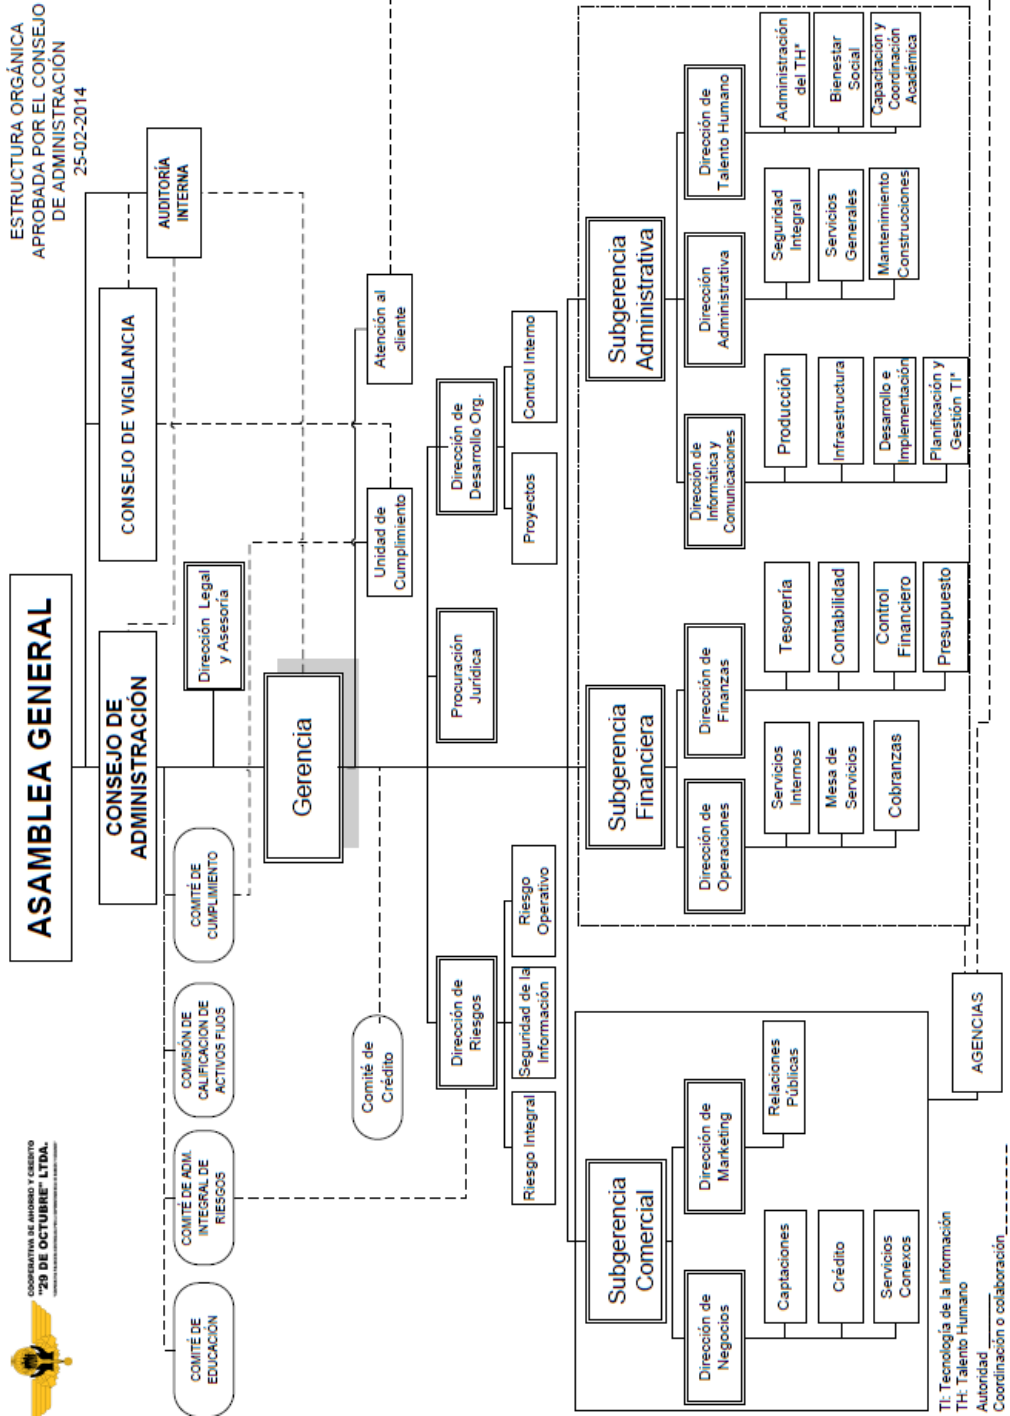 COOPERATIVA DE AHORRO Y CREDITO
"29 DE OCTUBRE" LTDA.
ESTRUCTURA ORGÁNICA
APROBADA POR EL CONSEJO
DE ADMINISTRACIÓN
25-02-2014
ASAMBLEA GENERAL
CONSEJO DE
ADMINISTRACIÓN
CONSEJO DE VIGILANCIA
AUDITORÍA
INTERNA
COMITÉ DE
EDUCACIÓN
COMITÉ DE ADM.
INTEGRAL DE
RIESGOS
COMISIÓN DE
CALIFICACION DE
ACTIVOS FIJOS
COMITÉ DE
CUMPLIMIENTO
Dirección Legal
y Asesoría
Gerencia
Comité de
Crédito
Unidad de
Cumplimiento
Atención al
cliente
Dirección de
Riesgos
Procuración
Jurídica
Dirección de
Desarrollo Org.
Riesgo Integral
Seguridad de la
Información
Riesgo
Operativo
Proyectos
Control Interno
Subgerencia
Comercial
Subgerencia
Financiera
Subgerencia
Administrativa
Dirección de
Negocios
Dirección de
Marketing
Dirección de
Operaciones
Dirección de
Finanzas
Dirección de
Informática y
Comunicaciones
Dirección
Administrativa
Dirección de
Talento Humano
Captaciones
Crédito
Servicios
Conexos
Relaciones
Públicas
Servicios
Internos
Mesa de
Servicios
Cobranzas
Tesorería
Contabilidad
Control
Financiero
Presupuesto
Producción
Infraestructura
Desarrollo e
Implementación
Planificación y
Gestión TI*
Seguridad
Integral
Servicios
Generales
Mantenimiento
Construcciones
Administración
del TH*
Bienestar
Social
Capacitación y
Coordinación
Académica
AGENCIAS
TI: Tecnología de la Información
TH: Talento Humano
Autoridad
Coordinación o colaboración